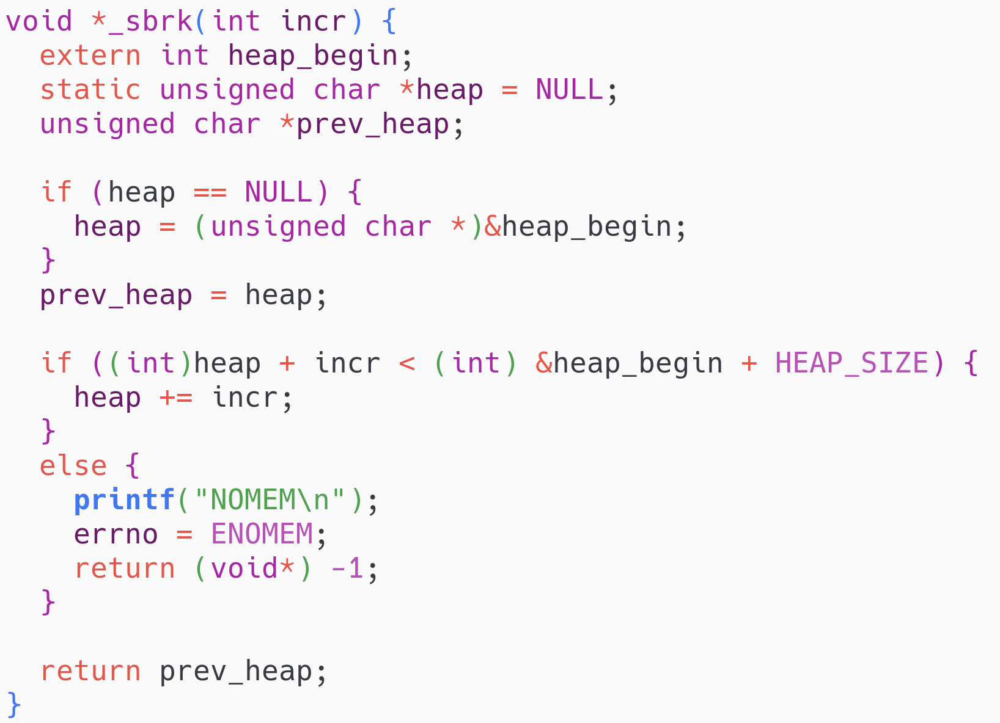 void *_sbrk(int incr) {
  extern int heap_begin;
  static unsigned char *heap = NULL;
  unsigned char *prev_heap;

  if (heap == NULL) {
    heap = (unsigned char *)&heap_begin;
  }
  prev_heap = heap;

  if ((int)heap + incr < (int) &heap_begin + HEAP_SIZE) {
    heap += incr;
  }
  else {
    printf("NOMEM\n");
    errno = ENOMEM;
    return (void*) -1;
  }

  return prev_heap;
}